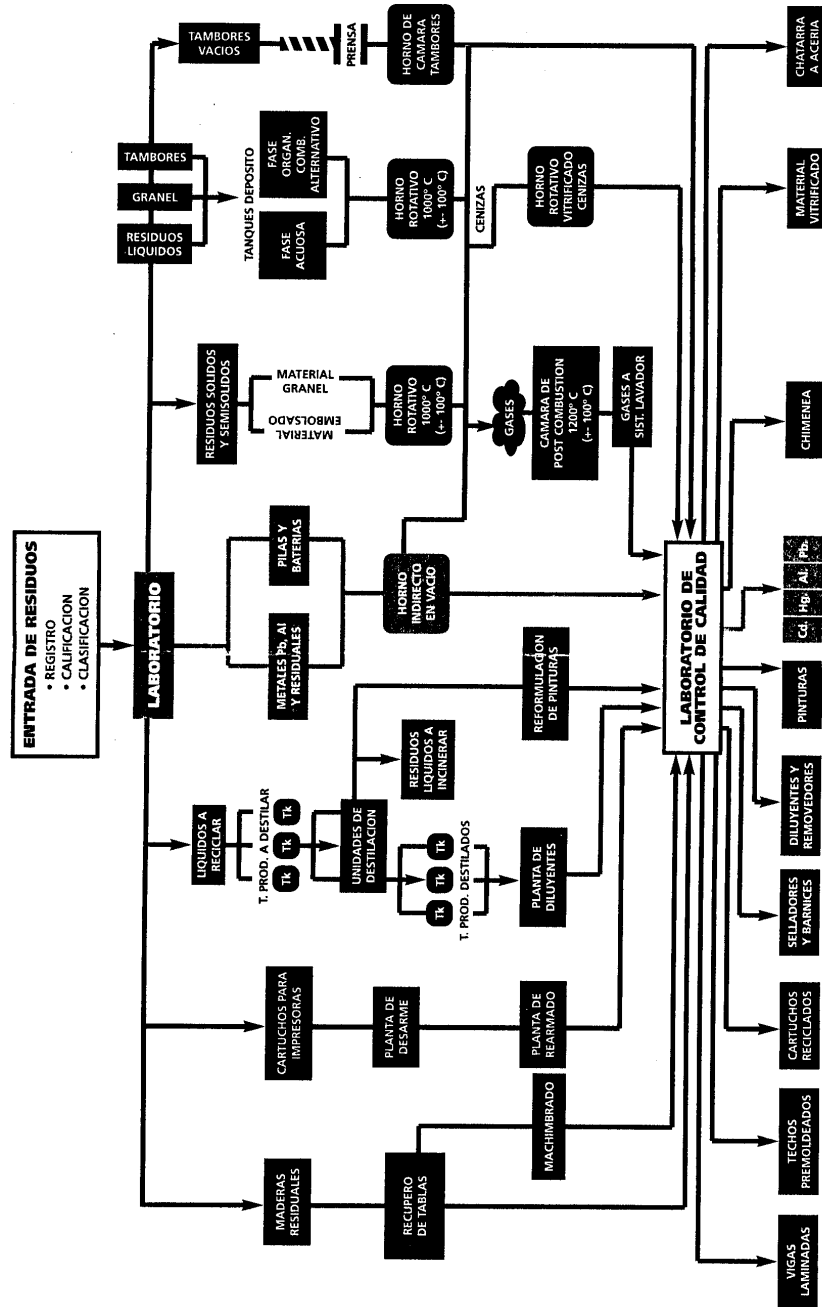 ENTRADA DE RESIDUOS
• REGISTRO
• CALIFICACION
• CLASIFICACION
LABORATORIO
MADERAS
RESIDUALES
RECUPERO
DE TABLAS
MACHIMBRADO
CARTUCHOS PARA
IMPRESORAS
PLANTA DE
DESARME
PLANTA DE
REARMADO
LIQUIDOS A
RECICLAR
T. PROD. A DESTILAR
Tk
Tk
Tk
UNIDADES DE
DESTILACION
Tk
Tk
Tk
T. PROD. DESTILADOS
PLANTA DE
DILUYENTES
RESIDUOS
LIQUIDOS A
INCINERAR
REFORMULACION
DE PINTURAS
METALES Pb, Al
Y RESIDUALES
PILAS Y
BATERIAS
HORNO
INDIRECTO
EN VACIO
RESIDUOS SOLIDOS
Y SEMISOLIDOS
MATERIAL
EMBOLSADO
MATERIAL
GRANEL
HORNO
ROTATIVO
1000° C
(+- 100° C)
GASES
CAMARA DE
POST COMBUSTION
1200° C
(+- 100° C)
GASES A
SIST. LAVADOR
RESIDUOS
LIQUIDOS
GRANEL
TAMBORES
TANQUES DEPOSITO
FASE
ACUOSA
FASE
ORGAN.
COMB.
ALTERNATIVO
HORNO
ROTATIVO
1000° C
(+- 100° C)
CENIZAS
HORNO
ROTATIVO
VITRIFICADO
CENIZAS
TAMBORES
VACIOS
PRENSA
HORNO DE
CAMARA
TAMBORES
LABORATORIO DE
CONTROL DE CALIDAD
VIGAS
LAMINADAS
TECHOS
PREMOLDEADOS
CARTUCHOS
RECICLADOS
SELLADORES
Y BARNICES
DILUYENTES Y
REMOVEDORES
PINTURAS
Cd. Hg. Al. Pb.
CHIMENEA
MATERIAL
VITRIFICADO
CHATARRA
A ACERIA